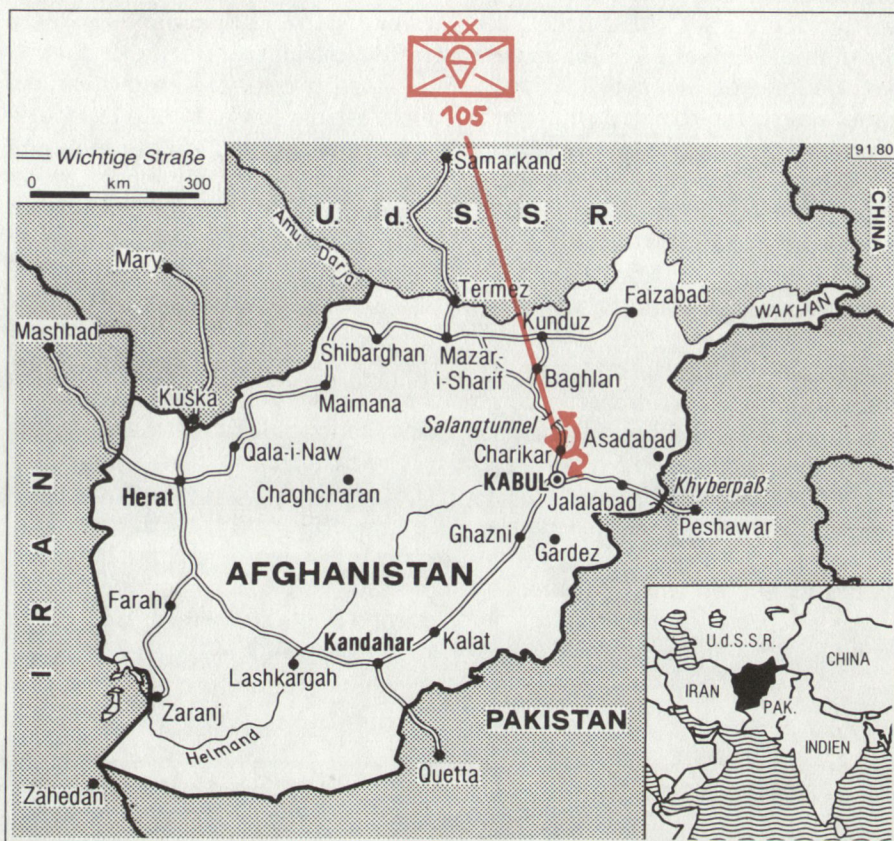 XX
105
Wichtige Straße
0 km 300
91.80
Samarkand
U. d. S. S. R.
CHINA
Amu Darja
Mary
Termez
Faizabad
WAKHAN
Mashhad
Kunduz
Shibarghan
Mazar-
i-Sharif
Baghlan
Kuška
Maimana
Salangtunnel
Asadabad
Qala-i-Naw
Charikar
Herat
Chaghcharan
KABUL
Jalalabad
Khyberpaß
Peshawar
Ghazni
Gardez
AFGHANISTAN
IRAN
Farah
Kandahar
Kalat
Lashkargah
Zaranj
Helmand
PAKISTAN
Quetta
Zahedan
U.d.S.S.R.
CHINA
IRAN
PAK.
INDIEN